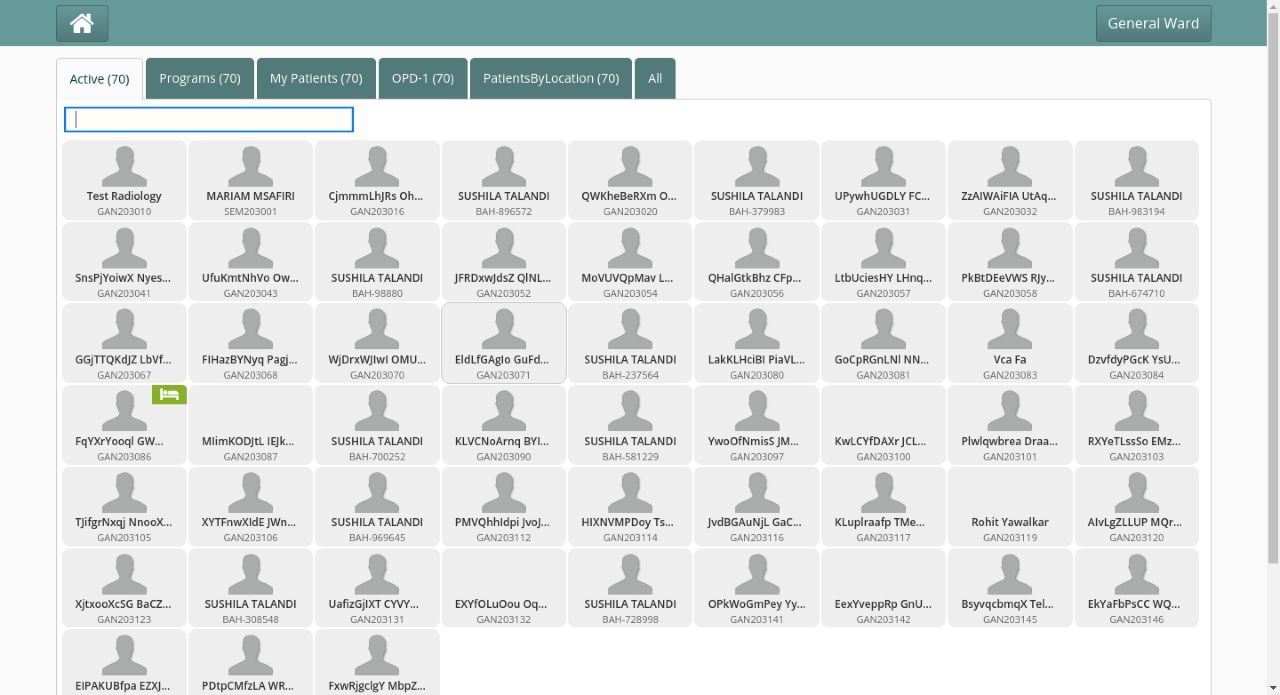 General Ward
Active (70)
Programs (70)
My Patients (70)
OPD-1 (70)
PatientsByLocation (70)
All
Test Radiology
GAN203010
MARIAM MSAFIRI
SEM203001
CjmmmLhJRs Oh...
GAN203016
SUSHILA TALANDI
BAH-896572
QWKheBeRXm O...
GAN203020
SUSHILA TALANDI
BAH-379983
UPywhUGDLY FC...
GAN203031
ZzAIWAiFIA UtAq...
GAN203032
SUSHILA TALANDI
BAH-983194
SnsPjYoiwX Nyes...
GAN203041
UfuKmtNhVo Ow...
GAN203043
SUSHILA TALANDI
BAH-98880
JFRDxwJdsZ QlNL...
GAN203052
MoVUVQpMav L...
GAN203054
QHalGtkBhz CFp...
GAN203056
LtbUciesHY LHnq...
GAN203057
PkBtDEeVWS RJy...
GAN203058
SUSHILA TALANDI
BAH-674710
GGjTTQKdJZ LbVf...
GAN203067
FIHazBYNyq Pagj...
GAN203068
WjDrxWJIwI OMU...
GAN203070
EldLfGAgIo GuFd...
GAN203071
SUSHILA TALANDI
BAH-237564
LakKLHciBI PiaVL...
GAN203080
GoCpRGnLNl NN...
GAN203081
Vca Fa
GAN203083
DzvfdyPGcK YsU...
GAN203084
FqYXrYooql GW...
GAN203086
MIimKODJtL IEJk...
GAN203087
SUSHILA TALANDI
BAH-700252
KLVCNoArnq BYI...
GAN203090
SUSHILA TALANDI
BAH-581229
YwoOfNmisS JM...
GAN203097
KwLCYfDAXr JCL...
GAN203100
Plwlqwbrea Draa...
GAN203101
RXYeTLssSo EMz...
GAN203103
TJifgrNxqj NnooX...
GAN203105
XYTFnwXIdE JWn...
GAN203106
SUSHILA TALANDI
BAH-969645
PMVQhhIdpi JvoJ...
GAN203112
HIXNVMPDoy Ts...
GAN203114
JvdBGAuNjL GaC...
GAN203116
KLuplraafp TMe...
GAN203117
Rohit Yawalkar
GAN203119
AIvLgZLLUP MQr...
GAN203120
XjtxooXcSG BaCZ...
GAN203123
SUSHILA TALANDI
BAH-308548
UafizGjIXT CYVY...
GAN203131
EXYfOLuOou Oq...
GAN203132
SUSHILA TALANDI
BAH-728998
OPkWoGmPey Yy...
GAN203141
EexYveppRp GnU...
GAN203142
BsyvqcbmqX Tel...
GAN203145
EkYaFbPsCC WQ...
GAN203146
EIPAKUBfpa EZXJ...
PDtpCMfzLA WR...
FxwRjgclgY MbpZ...